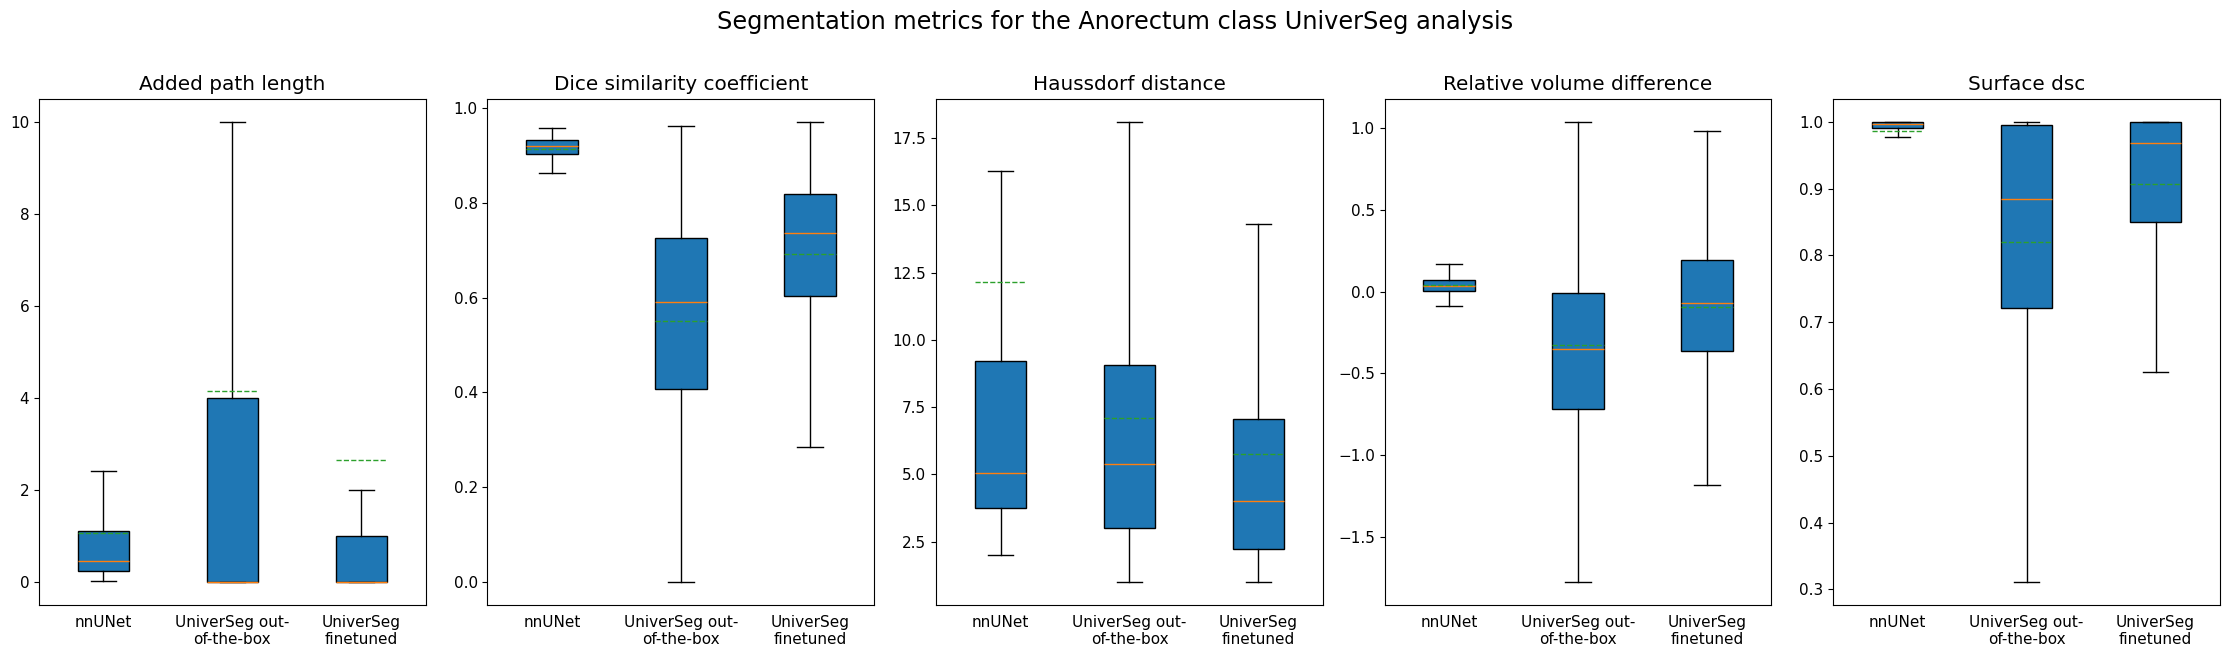 Segmentation metrics for the Anorectum class UniverSeg analysis
Added path length
10
8
6
4
2
0
nnUNet
UniverSeg out-
of-the-box
UniverSeg
finetuned
Dice similarity coefficient
1.0
0.8
0.6
0.4
0.2
0.0
nnUNet
UniverSeg out-
of-the-box
UniverSeg
finetuned
Haussdorf distance
17.5
15.0
12.5
10.0
7.5
5.0
2.5
nnUNet
UniverSeg out-
of-the-box
UniverSeg
finetuned
Relative volume difference
1.0
0.5
0.0
−0.5
−1.0
−1.5
nnUNet
UniverSeg out-
of-the-box
UniverSeg
finetuned
Surface dsc
1.0
0.9
0.8
0.7
0.6
0.5
0.4
0.3
nnUNet
UniverSeg out-
of-the-box
UniverSeg
finetuned